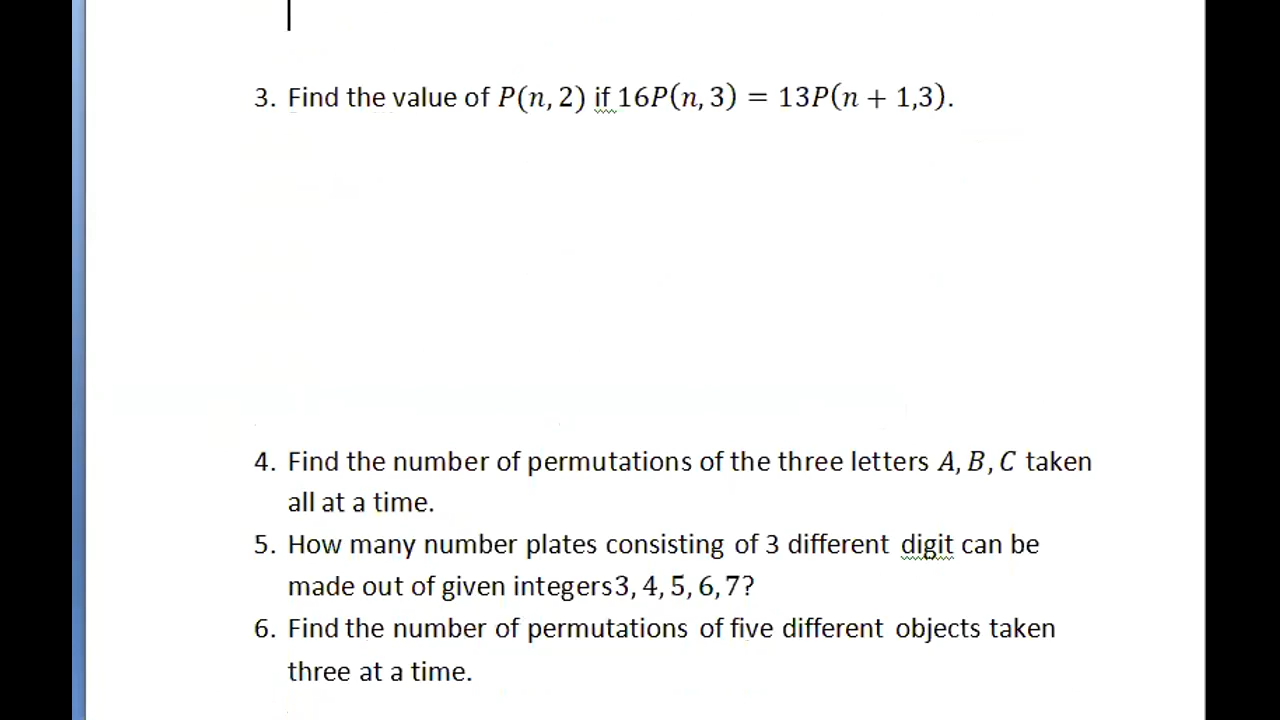 3. Find the value of P(n, 2) if 16P(n, 3) = 13P(n + 1,3).
4. Find the number of permutations of the three letters A, B, C taken
all at a time.
5. How many number plates consisting of 3 different digit can be
made out of given integers3, 4, 5, 6, 7?
6. Find the number of permutations of five different objects taken
three at a time.